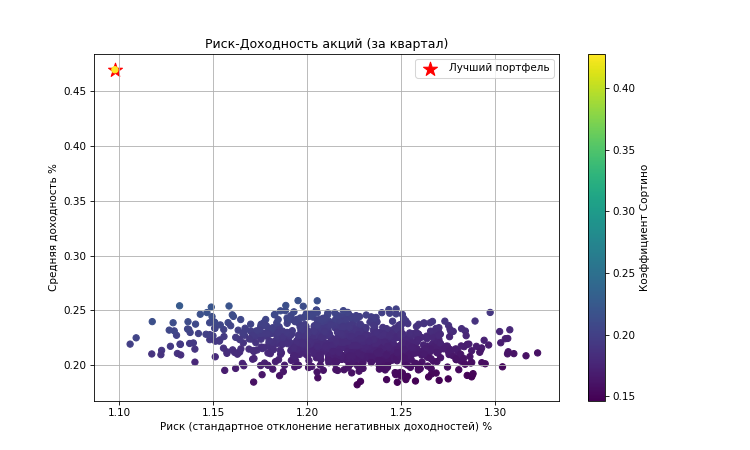 Риск-Доходность акций (за квартал)
Лучший портфель
Средняя доходность %
0.45
0.40
0.35
0.30
0.25
0.20
1.10 1.15 1.20 1.25 1.30
Риск (стандартное отклонение негативных доходностей) %
0.40
0.35
0.30
0.25
0.20
0.15
Коэффициент Сортино